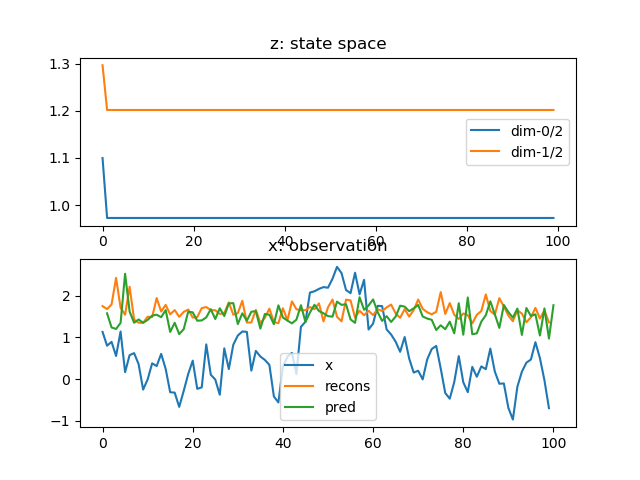 z: state space
1.3
1.2
1.1
1.0
dim-0/2
dim-1/2
0 20 40 60 80 100
x: observation
2
1
0
−1
x
recons
pred
0 20 40 60 80 100